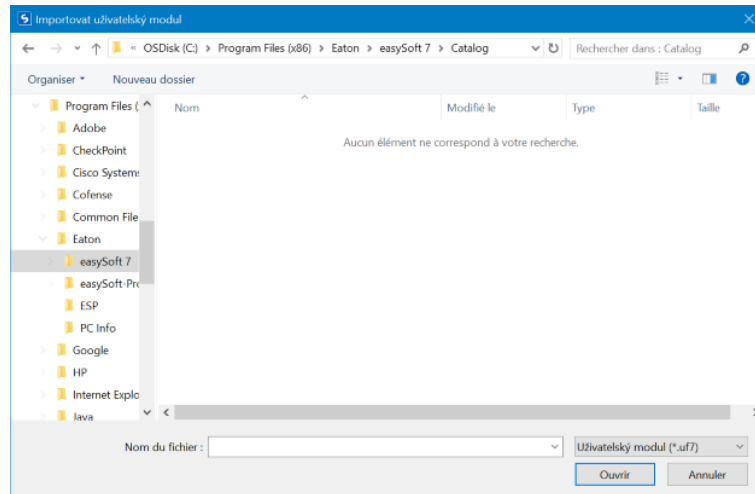 Importovat uživatelský modul
« OSDisk (C:) › Program Files (x86) › Eaton › easySoft 7 › Catalog
Rechercher dans : Catalog
Organiser
Nouveau dossier
Program Files (
Nom
Modifié le
Type
Taille
Adobe
Aucun élément ne correspond à votre recherche.
CheckPoint
Cisco Systems
Cofense
Common File
Eaton
easySoft 7
easySoft-Pro
ESP
PC Info
Google
HP
Internet Explo
Java
Nom du fichier :
Uživatelský modul (*.uf7)
Ouvrir
Annuler